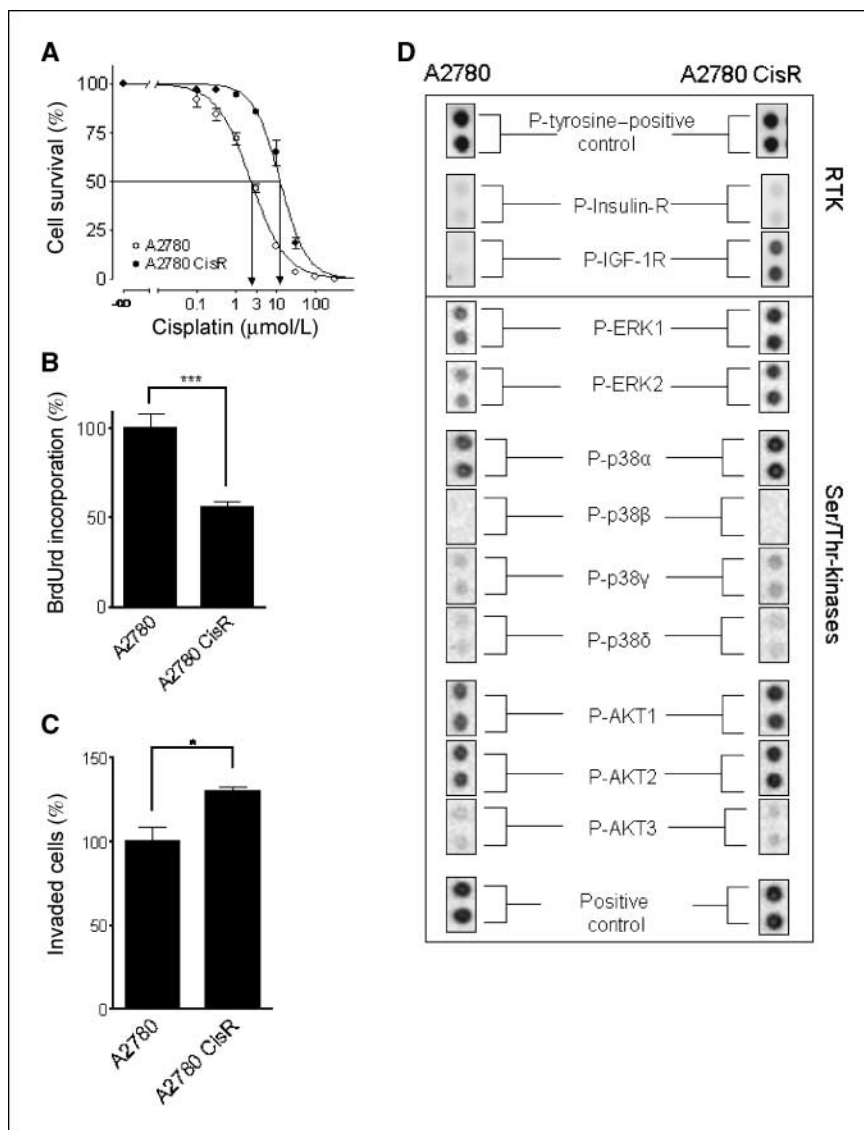 A
Cell survival (%)
100
75
50
25
0
A2780
A2780 CisR
-∞
0.1
1
3
10
100
Cisplatin (μmol/L)
B
BrdUrd incorporation (%)
100
50
0
***
A2780
A2780 CisR
C
Invaded cells (%)
150
100
50
0
*
A2780
A2780 CisR
D
A2780
A2780 CisR
P-tyrosine–positive
control
P-Insulin-R
P-IGF-1R
RTK
P-ERK1
P-ERK2
P-p38α
P-p38β
P-p38γ
P-p38δ
P-AKT1
P-AKT2
P-AKT3
Positive
control
Ser/Thr-kinases